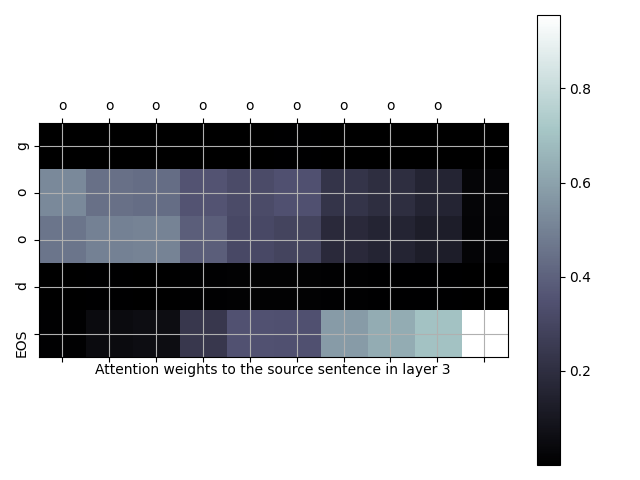 o o o o o o o o o
g
o
o
d
EOS
Attention weights to the source sentence in layer 3
0.8
0.6
0.4
0.2